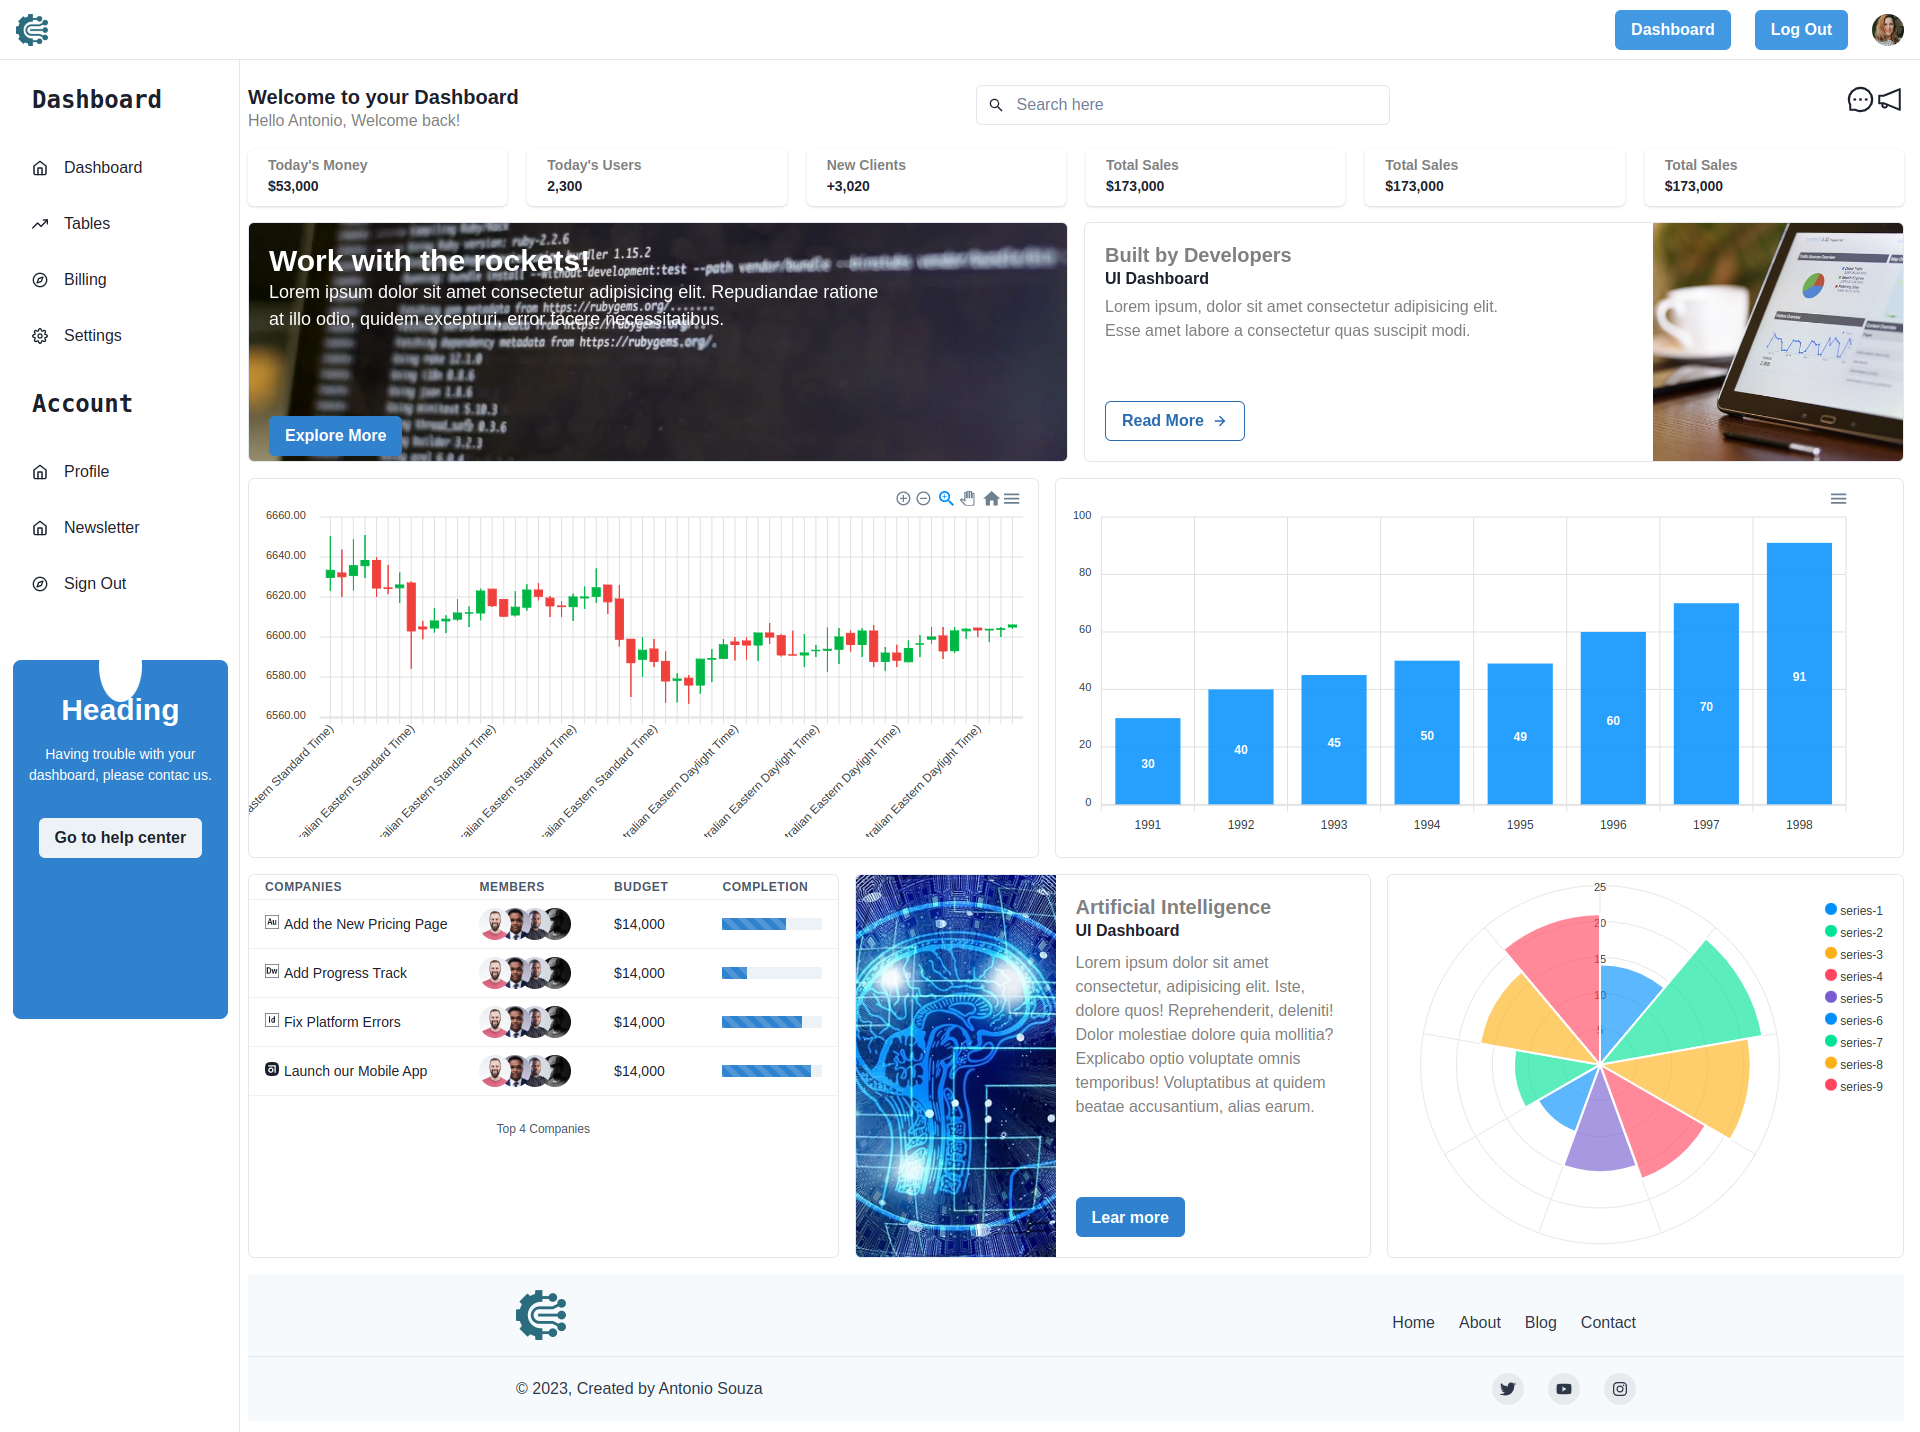 Dashboard
Log Out
Dashboard
Dashboard
Tables
Billing
Settings
Account
Profile
Newsletter
Sign Out
Heading
Having trouble with your
dashboard, please contac us.
Go to help center
Welcome to your Dashboard
Hello Antonio, Welcome back!
Search here
Today's Money
$53,000
Today's Users
2,300
New Clients
+3,020
Total Sales
$173,000
Total Sales
$173,000
Total Sales
$173,000
Work with the rockets!
Lorem ipsum dolor sit amet consectetur adipisicing elit. Repudiandae ratione
at illo odio, quidem excepturi, error facere necessitatibus.
Explore More
Built by Developers
UI Dashboard
Lorem ipsum, dolor sit amet consectetur adipisicing elit.
Esse amet labore a consectetur quas suscipit modi.
Read More
6660.00
6640.00
6620.00
6600.00
6580.00
6560.00
Standard Time)
Eastern Standard Time)
Eastern Standard Time)
Eastern Standard Time)
Eastern Standard Time)
Eastern Daylight Time)
Eastern Daylight Time)
Eastern Daylight Time)
Eastern Daylight Time)
100
80
60
40
20
0
30
40
45
50
49
60
70
91
1991
1992
1993
1994
1995
1996
1997
1998
COMPANIES MEMBERS BUDGET COMPLETION
Au Add the New Pricing Page $14,000
Dw Add Progress Track $14,000
Id Fix Platform Errors $14,000
Launch our Mobile App $14,000
Top 4 Companies
Artificial Intelligence
UI Dashboard
Lorem ipsum dolor sit amet
consectetur, adipisicing elit. Iste,
dolore quos! Reprehenderit, deleniti!
Dolor molestiae dolore quia mollitia?
Explicabo optio voluptate omnis
temporibus! Voluptatibus at quidem
beatae accusantium, alias earum.
Lear more
25
20
15
10
5
series-1
series-2
series-3
series-4
series-5
series-6
series-7
series-8
series-9
Home
About
Blog
Contact
© 2023, Created by Antonio Souza